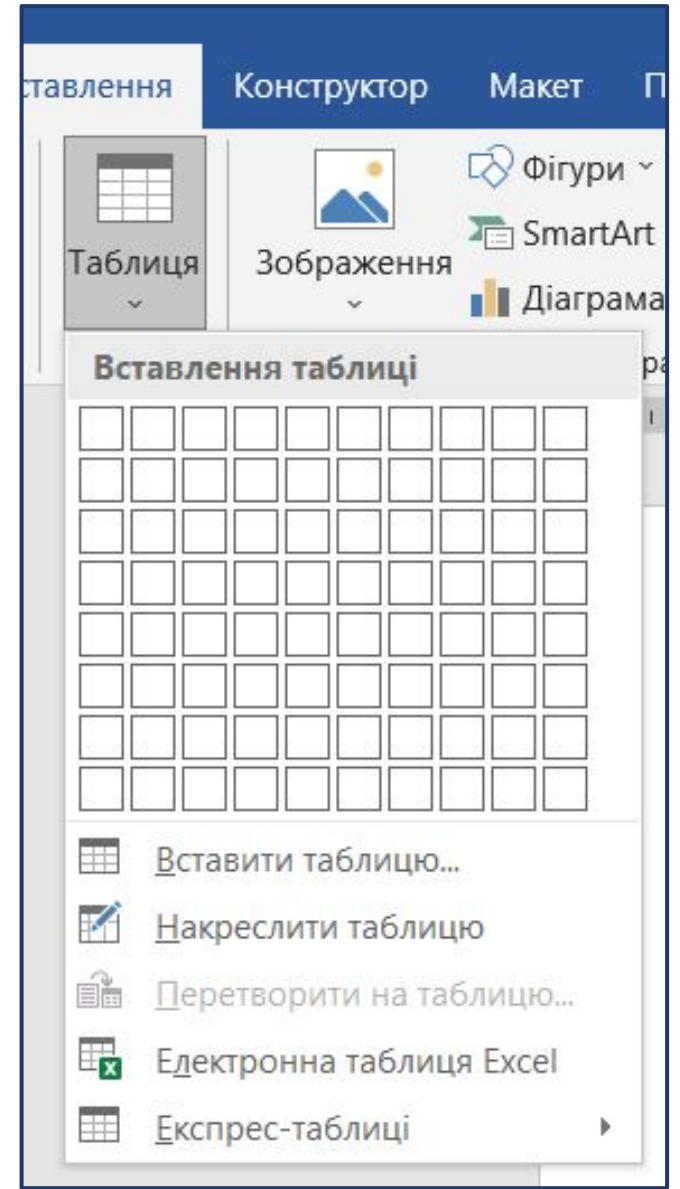 ставлення Конструктор Макет П
Таблиця
Зображення
Фігури
SmartArt
Діаграма
Вставлення таблиці
Вставити таблицю...
Накреслити таблицю
Перетворити на таблицю...
Електронна таблиця Excel
Експрес-таблиці